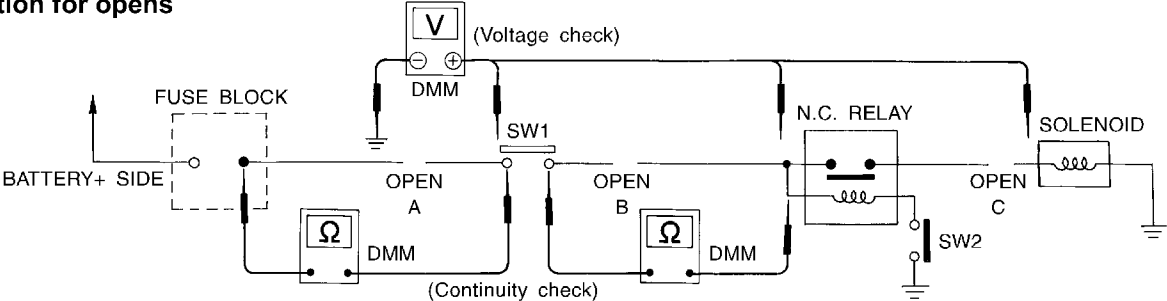 tion for opens
V
(Voltage check)
− +
DMM
FUSE BLOCK
N.C. RELAY
SW1
SOLENOID
BATTERY+ SIDE
OPEN
A
OPEN
B
OPEN
C
Ω
DMM
Ω
DMM
SW2
(Continuity check)